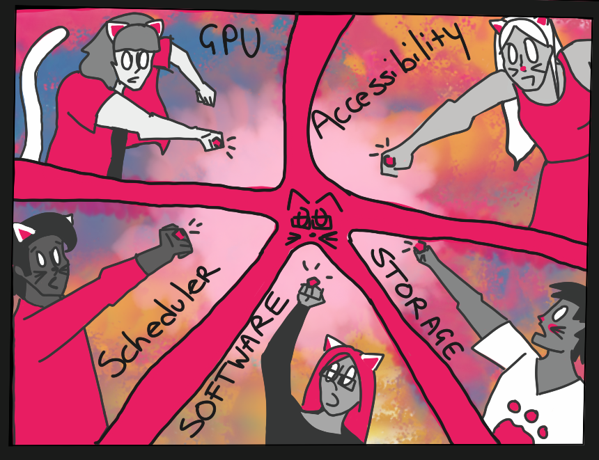 GPU
Accessibility
Scheduler
SOFTWARE
STORAGE